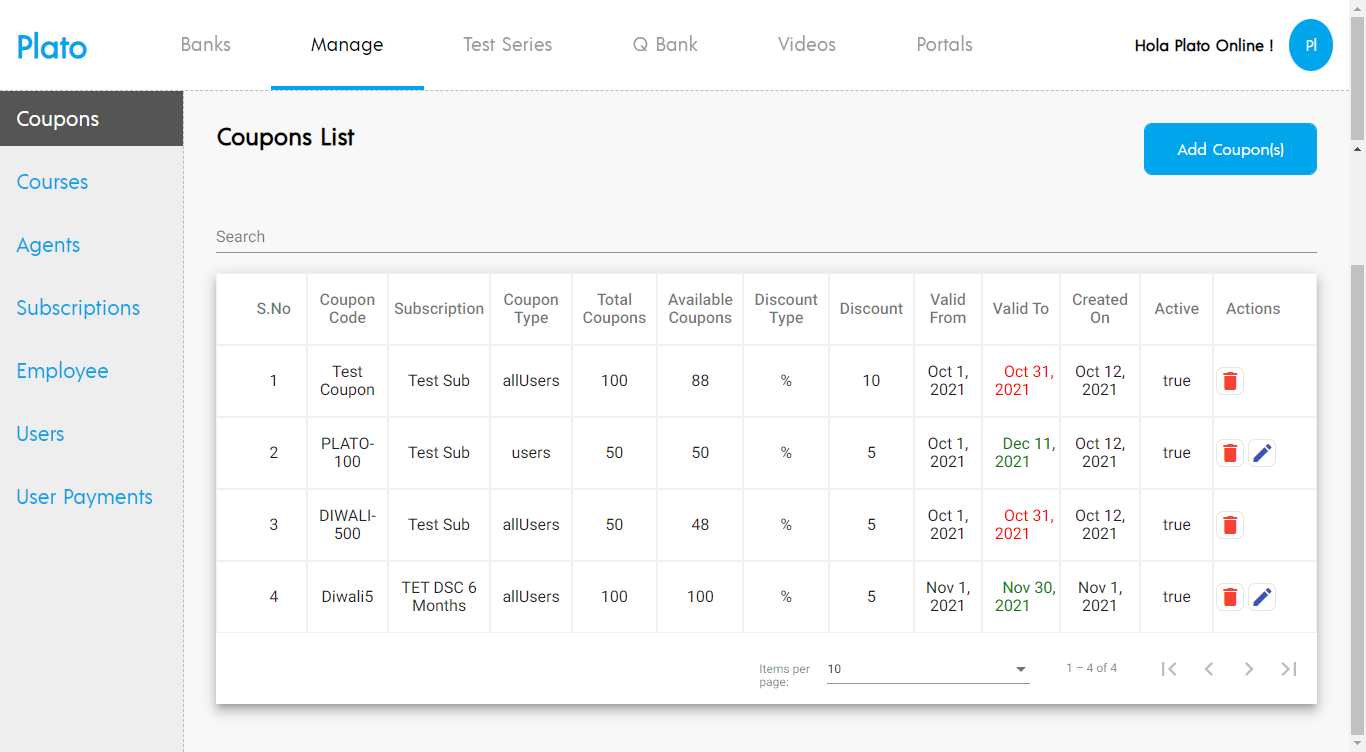 Plato
Banks Manage Test Series Q Bank Videos Portals Hola Plato Online ! Pl
Coupons
Courses
Agents
Subscriptions
Employee
Users
User Payments
Coupons List
Add Coupon(s)
Search
S.No Coupon Code Subscription Coupon Type Total Coupons Available Coupons Discount Type Discount Valid From Valid To Created On Active Actions
1 Test Coupon Test Sub allUsers 100 88 % 10 Oct 1, 2021 Oct 31, 2021 Oct 12, 2021 true
2 PLATO-100 Test Sub users 50 50 % 5 Oct 1, 2021 Dec 11, 2021 Oct 12, 2021 true
3 DIWALI-500 Test Sub allUsers 50 48 % 5 Oct 1, 2021 Oct 31, 2021 Oct 12, 2021 true
4 Diwali5 TET DSC 6 Months allUsers 100 100 % 5 Nov 1, 2021 Nov 30, 2021 Nov 1, 2021 true
Items per page: 10 1 – 4 of 4